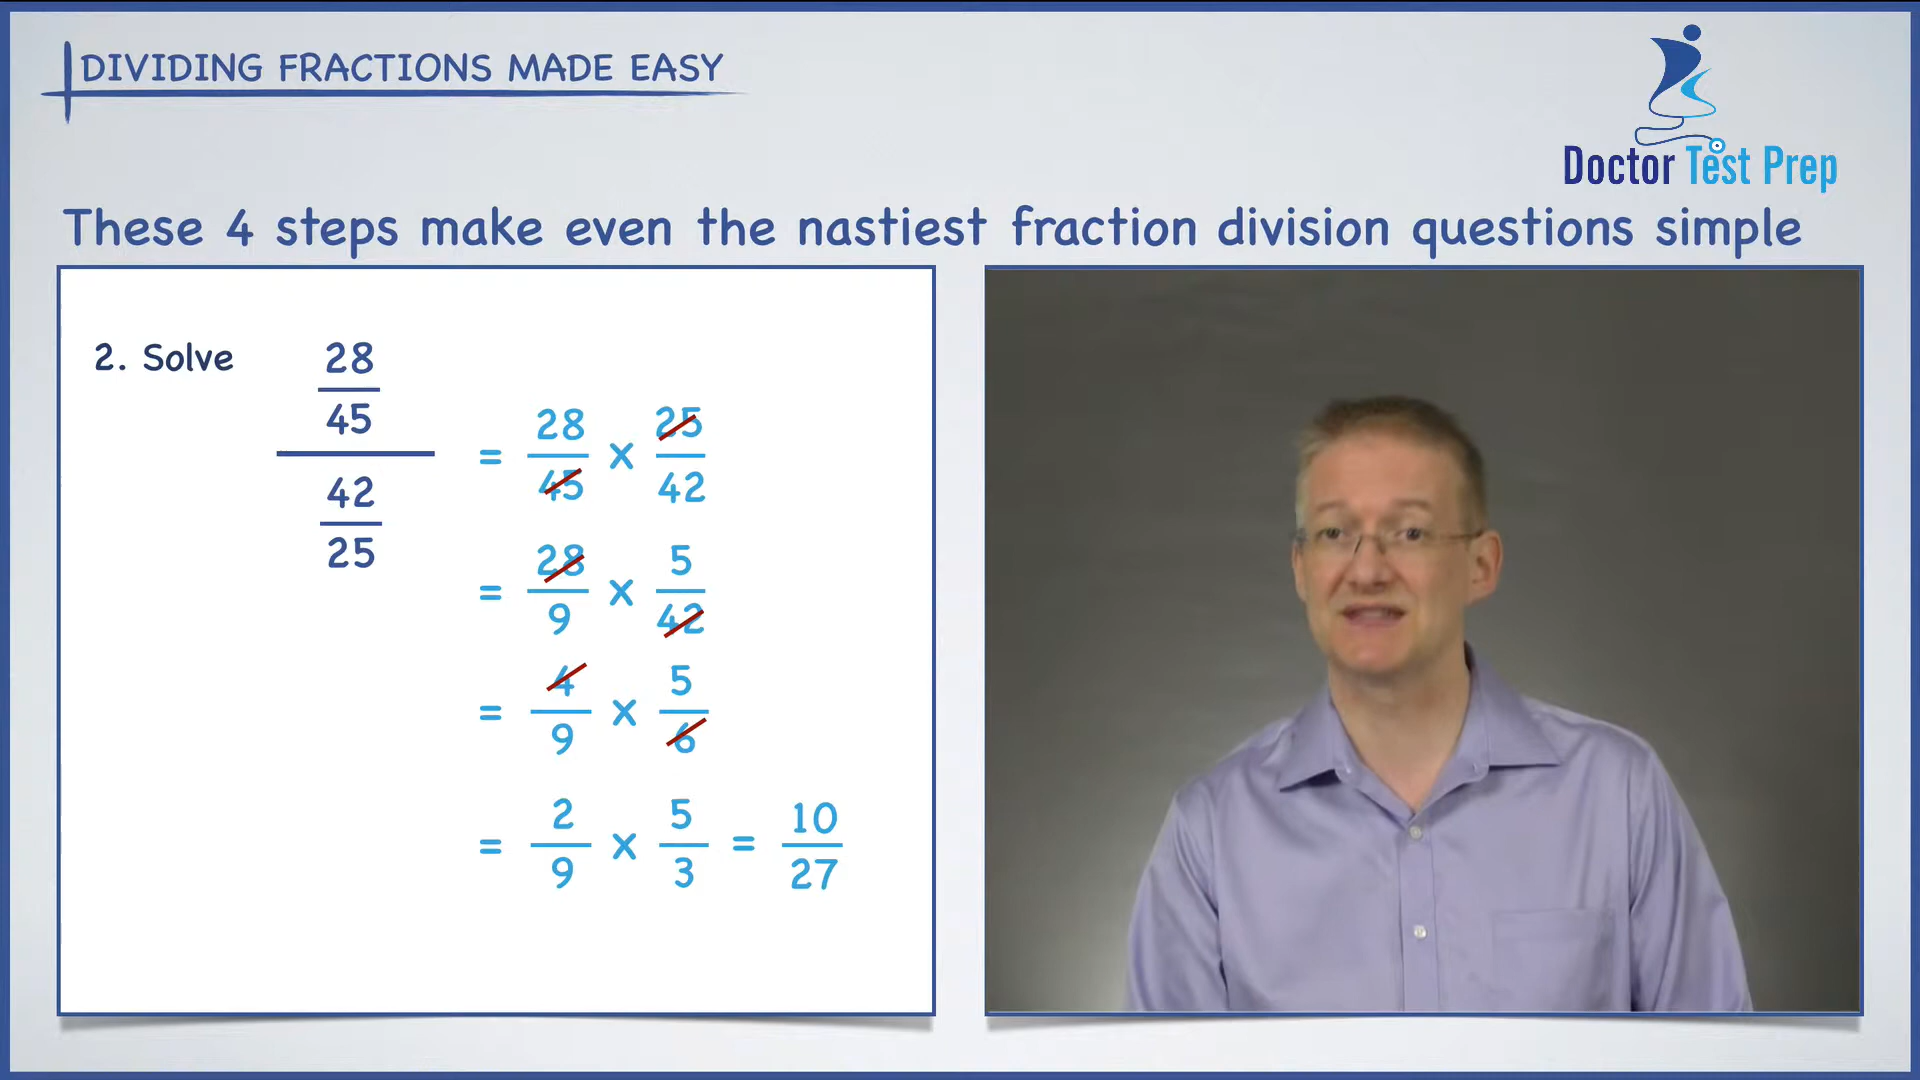 DIVIDING FRACTIONS MADE EASY
Doctor Test Prep
These 4 steps make even the nastiest fraction division questions simple
2. Solve
28
45
42
25
= 28/45 x 25/42
= 28/9 x 5/42
= 4/9 x 5/6
= 2/9 x 5/3 = 10/27